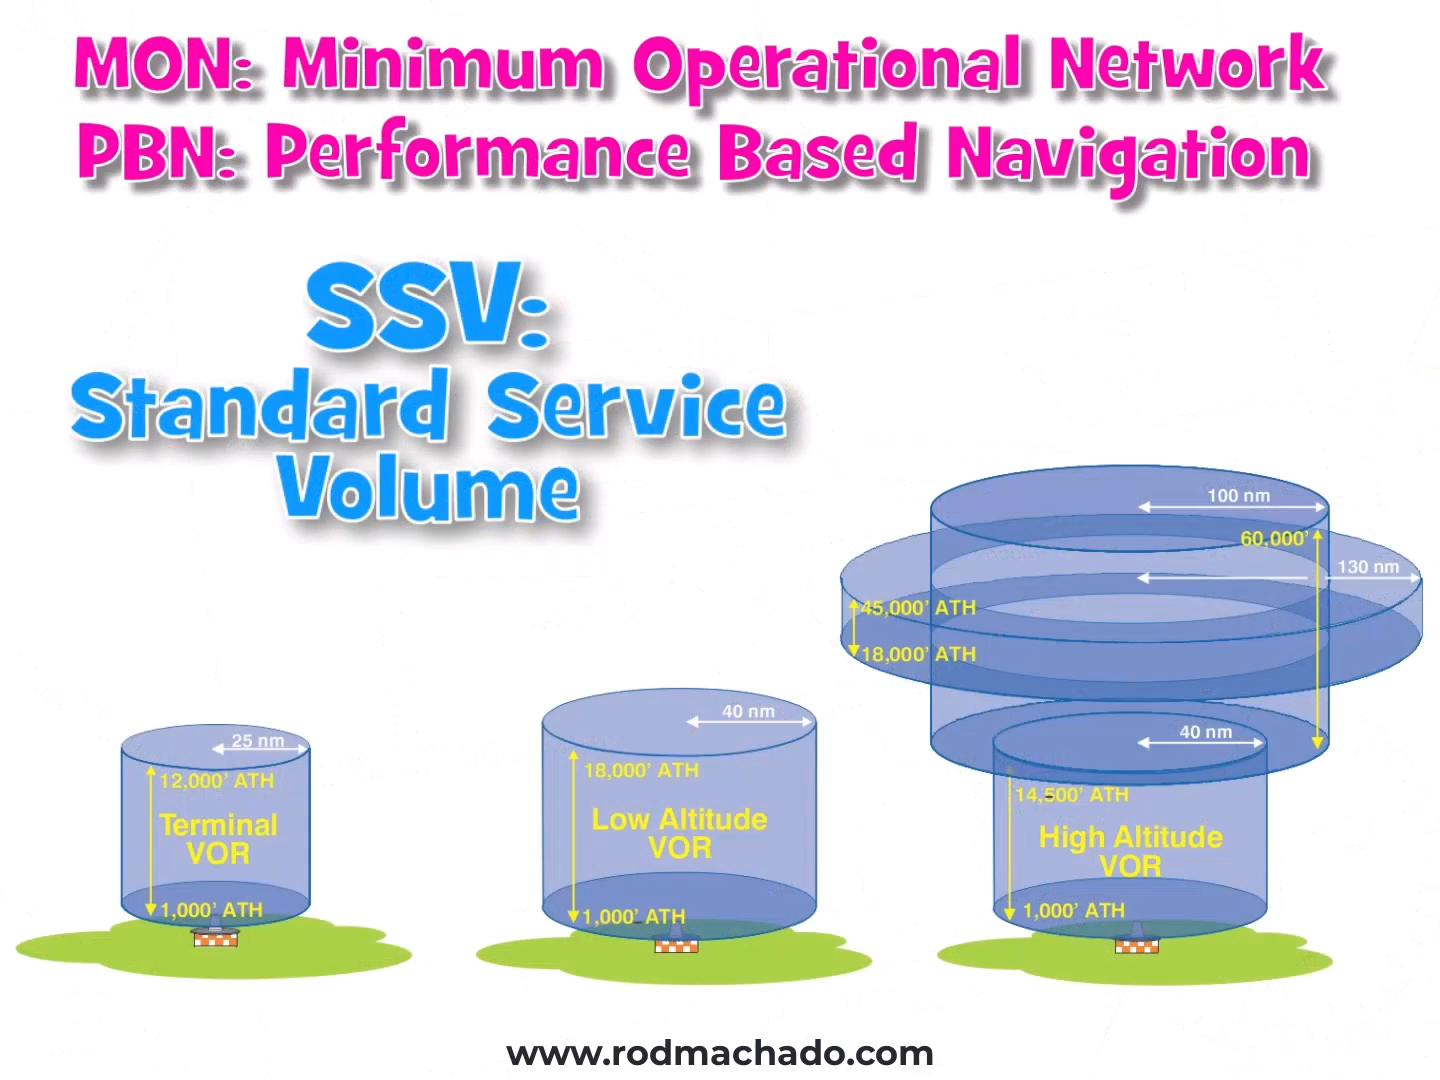 MON: Minimum Operational Network
PBN: Performance Based Navigation
SSV:
Standard Service
Volume
25 nm
12,000' ATH
Terminal
VOR
1,000' ATH
40 nm
18,000' ATH
Low Altitude
VOR
1,000' ATH
100 nm
60,000'
130 nm
45,000' ATH
18,000' ATH
40 nm
14,500' ATH
High Altitude
VOR
1,000' ATH
www.rodmachado.com